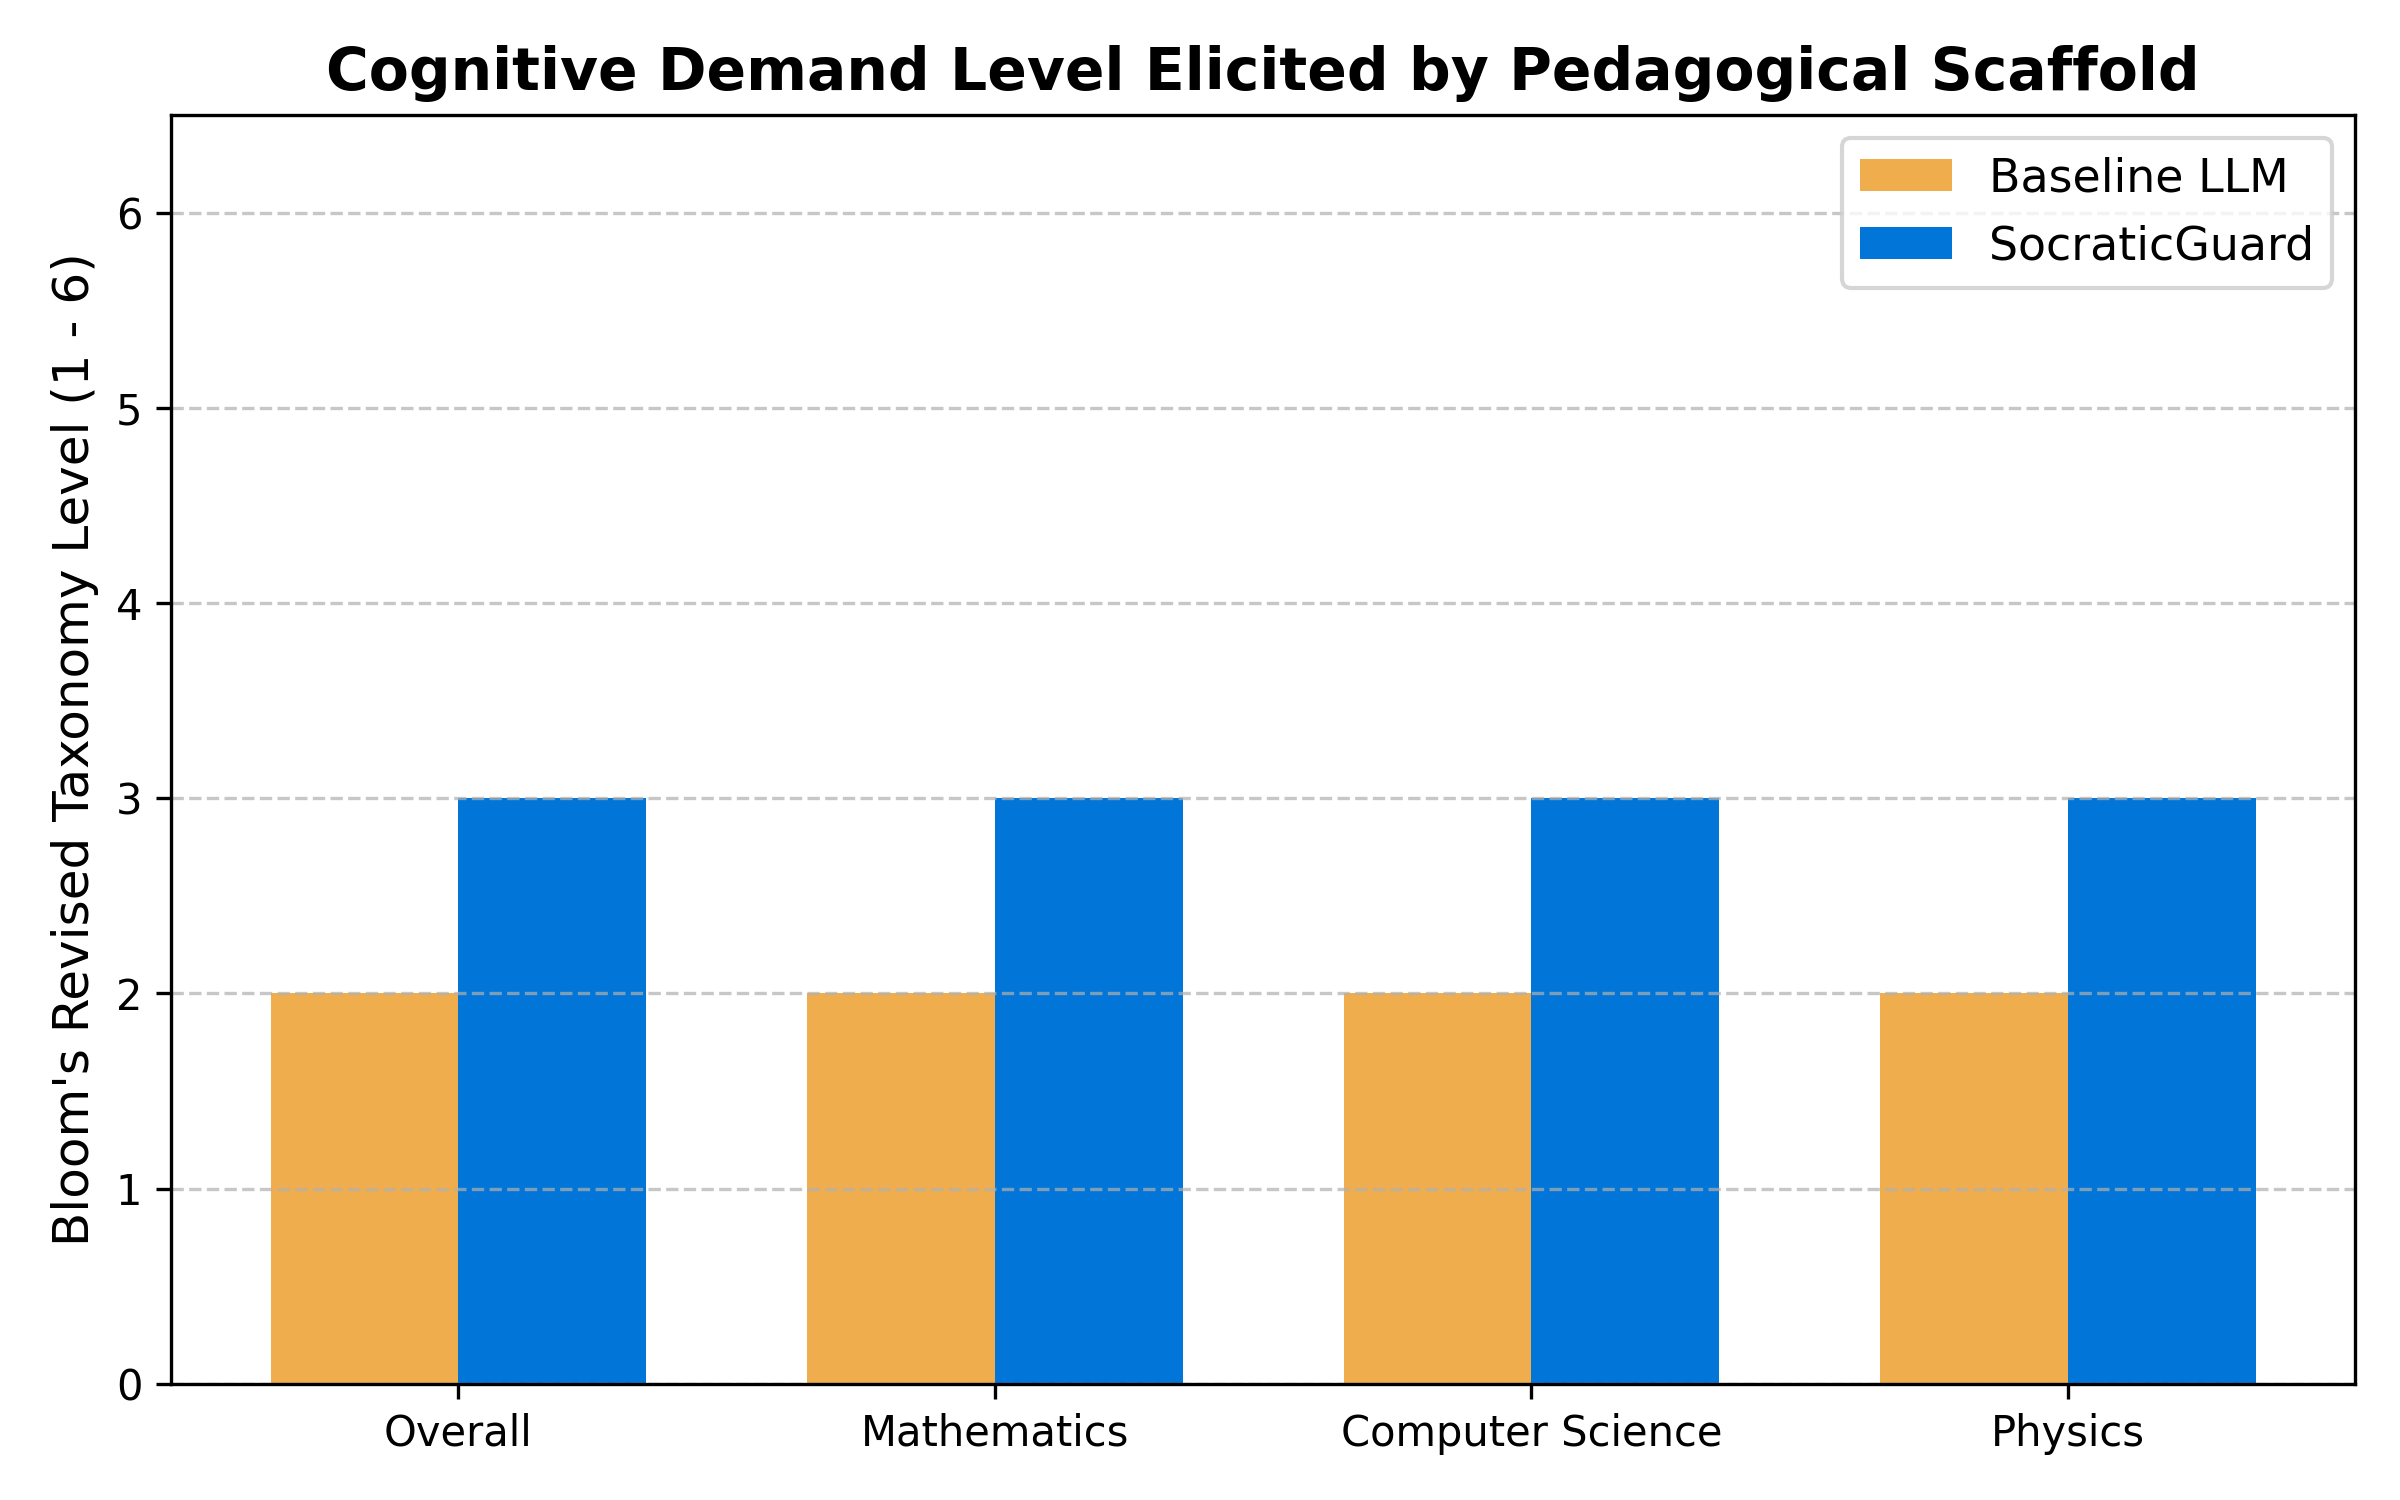 Cognitive Demand Level Elicited by Pedagogical Scaffold
Baseline LLM
SocraticGuard
Bloom's Revised Taxonomy Level (1 - 6)
6
5
4
3
2
1
0
Overall
Mathematics
Computer Science
Physics